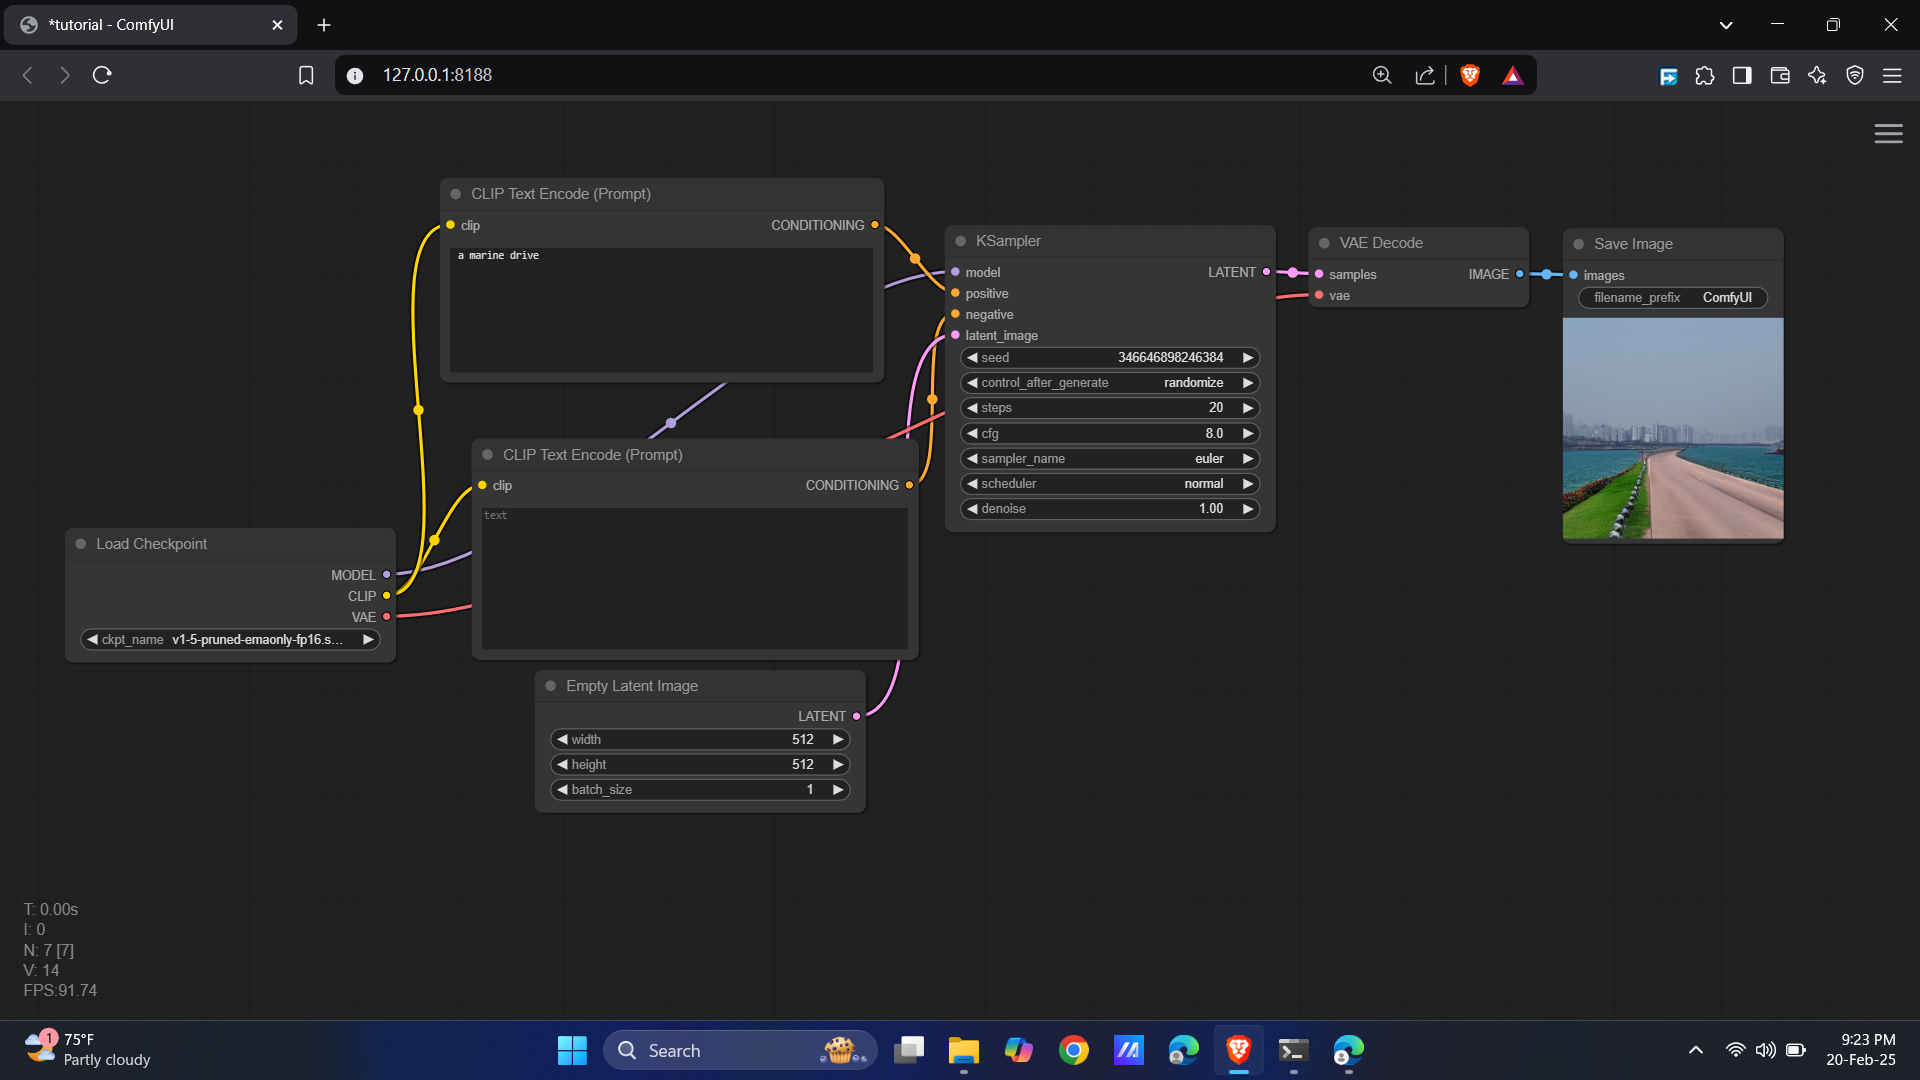 *tutorial - ComfyUI
127.0.0.1:8188
CLIP Text Encode (Prompt)
clip
CONDITIONING
a marine drive
KSampler
model
LATENT
positive
negative
latent_image
seed 346646898246384
control_after_generate randomize
steps 20
cfg 8.0
sampler_name euler
scheduler normal
denoise 1.00
VAE Decode
samples
IMAGE
vae
Save Image
images
filename_prefix ComfyUI
CLIP Text Encode (Prompt)
clip
CONDITIONING
text
Load Checkpoint
MODEL
CLIP
VAE
ckpt_name v1-5-pruned-emaonly-fp16.s...
Empty Latent Image
LATENT
width 512
height 512
batch_size 1
T: 0.00s
I: 0
N: 7 [7]
V: 14
FPS:91.74
1
75°F
Partly cloudy
Search
9:23 PM
20-Feb-25